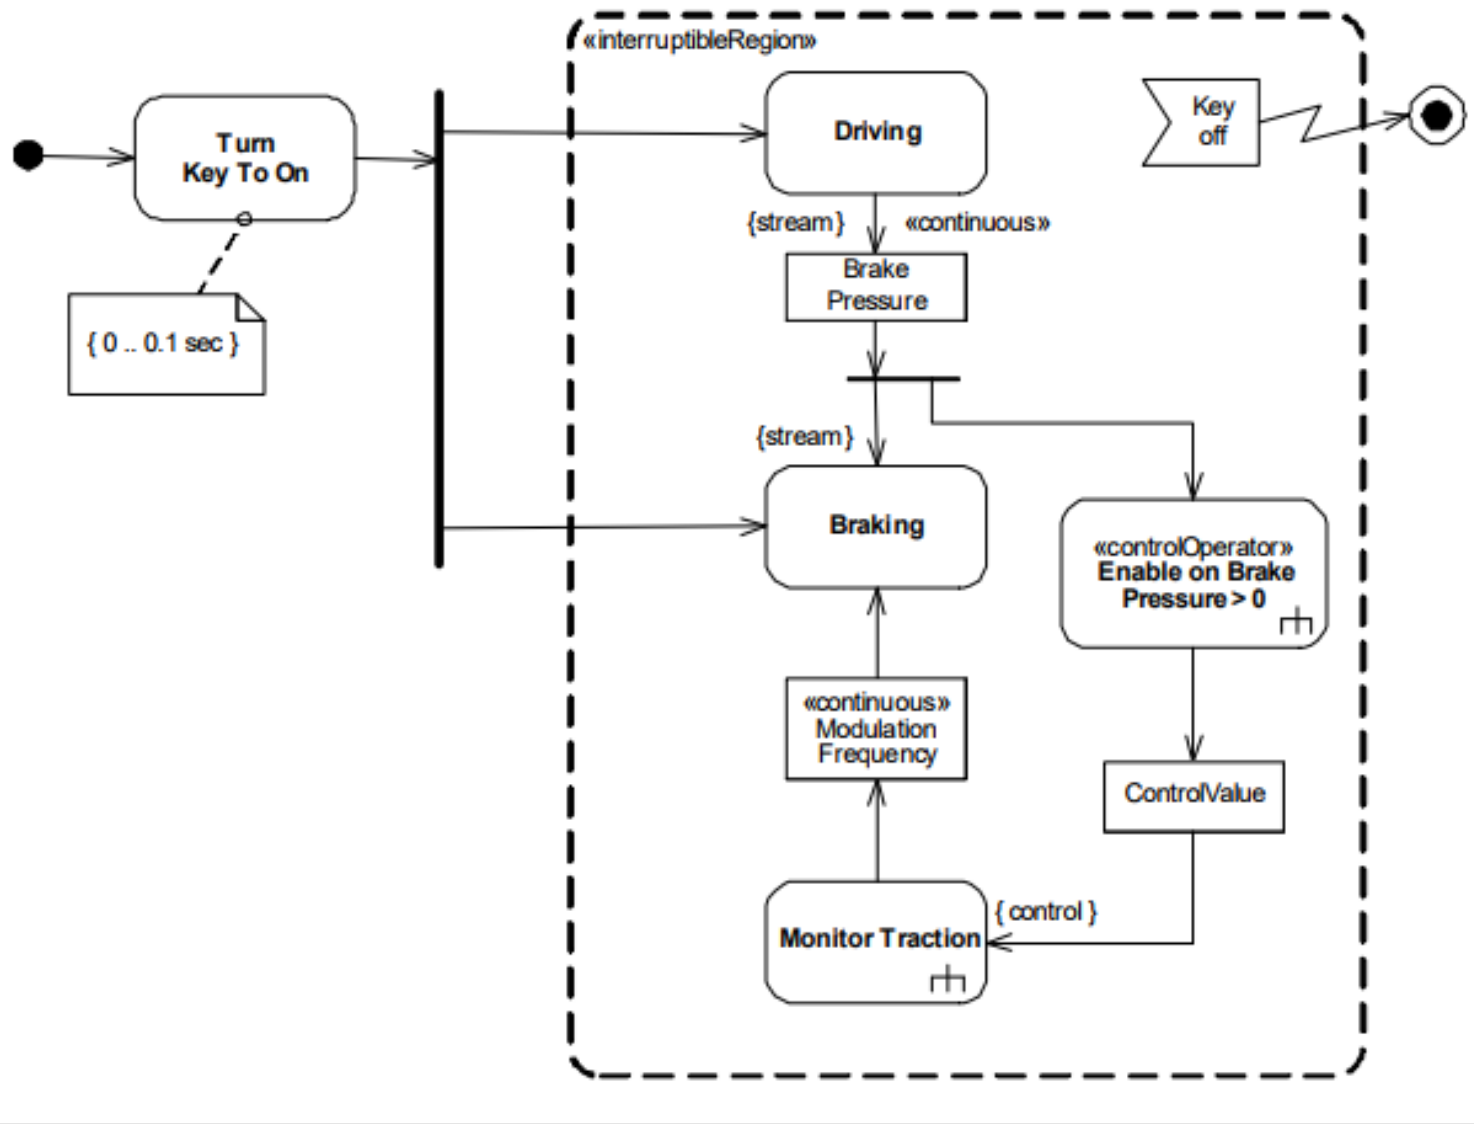 «interruptibleRegion»
Turn
Key To On
{ 0 .. 0.1 sec }
Driving
Key
off
{stream}
«continuous»
Brake
Pressure
{stream}
Braking
«controlOperator»
Enable on Brake
Pressure > 0
«continuous»
Modulation
Frequency
ControlValue
{ control }
Monitor Traction